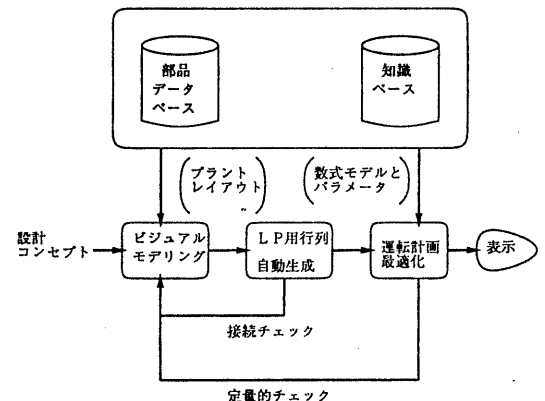 部品
データ
ベース
知識
ベース
プラント
レイアウト
数式モデルと
パラメータ
設計
コンセプト
ビジュアル
モデリング
LP用行列
自動生成
運転計画
最適化
表示
接続チェック
定量的チェック